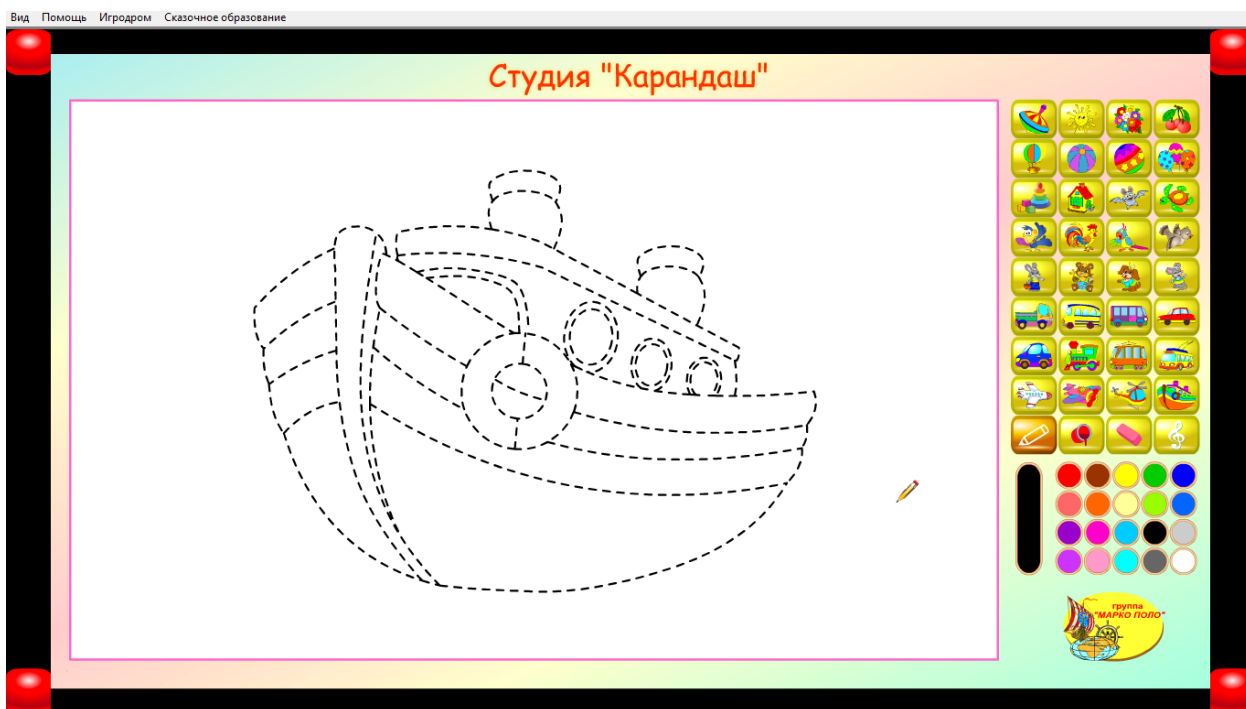 Вид Помощь Игродром Сказочное образование
Студия "Карандаш"
группа
"МАРКО ПОЛО"